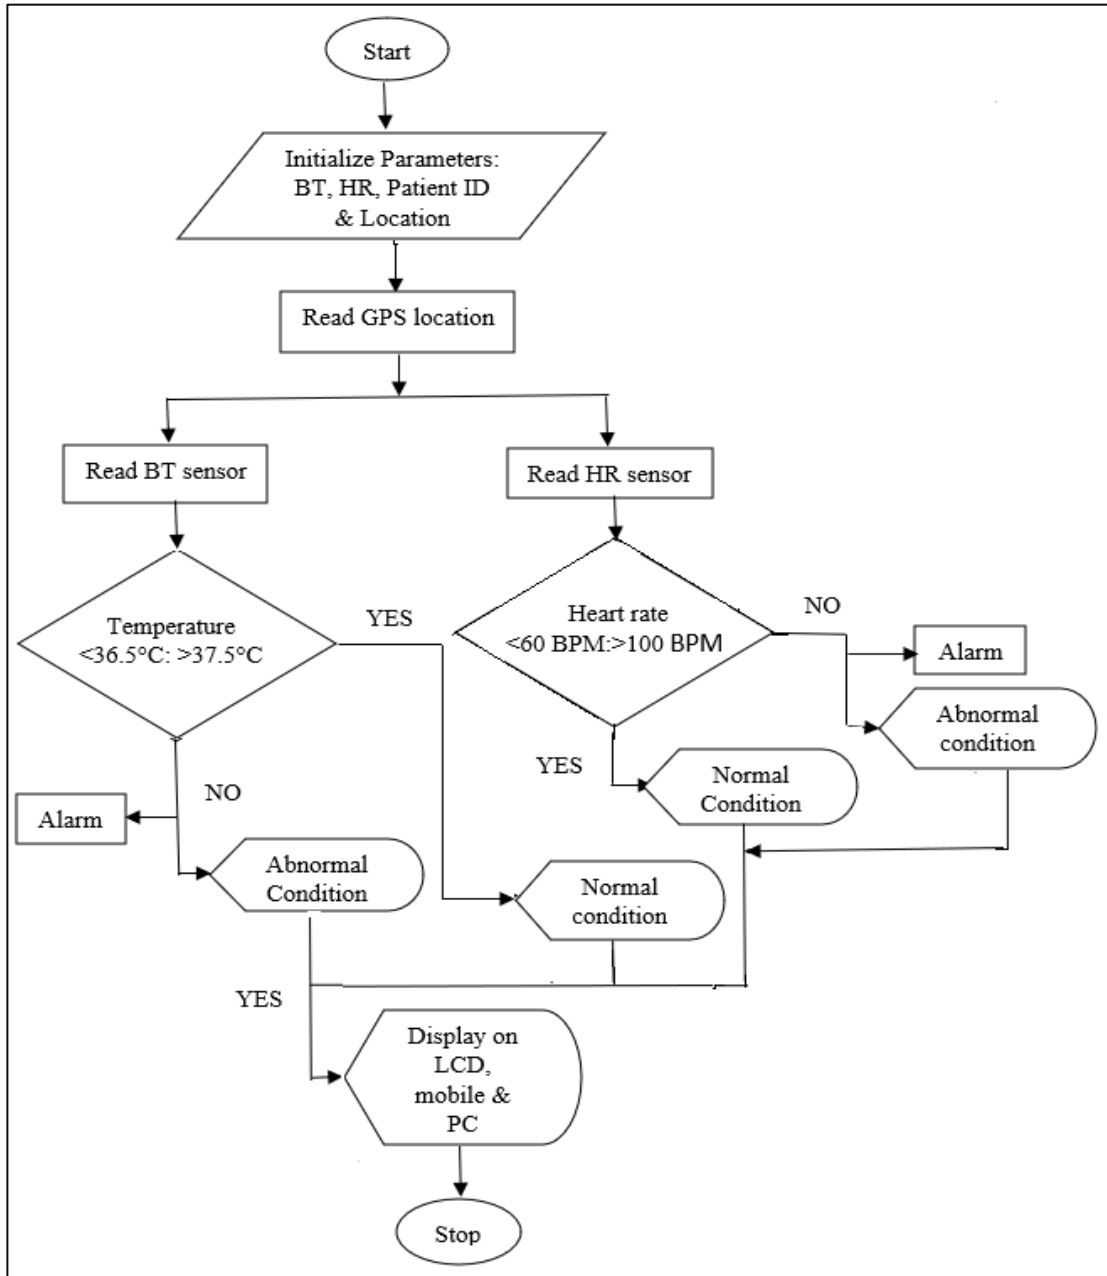 Start
Initialize Parameters:
BT, HR, Patient ID
& Location
Read GPS location
Read BT sensor
Read HR sensor
Temperature
<36.5°C: >37.5°C
YES
Heart rate
<60 BPM:>100 BPM
NO
Alarm
Abnormal
condition
YES
Normal
Condition
NO
Alarm
Abnormal
Condition
Normal
condition
YES
Display on
LCD,
mobile &
PC
Stop